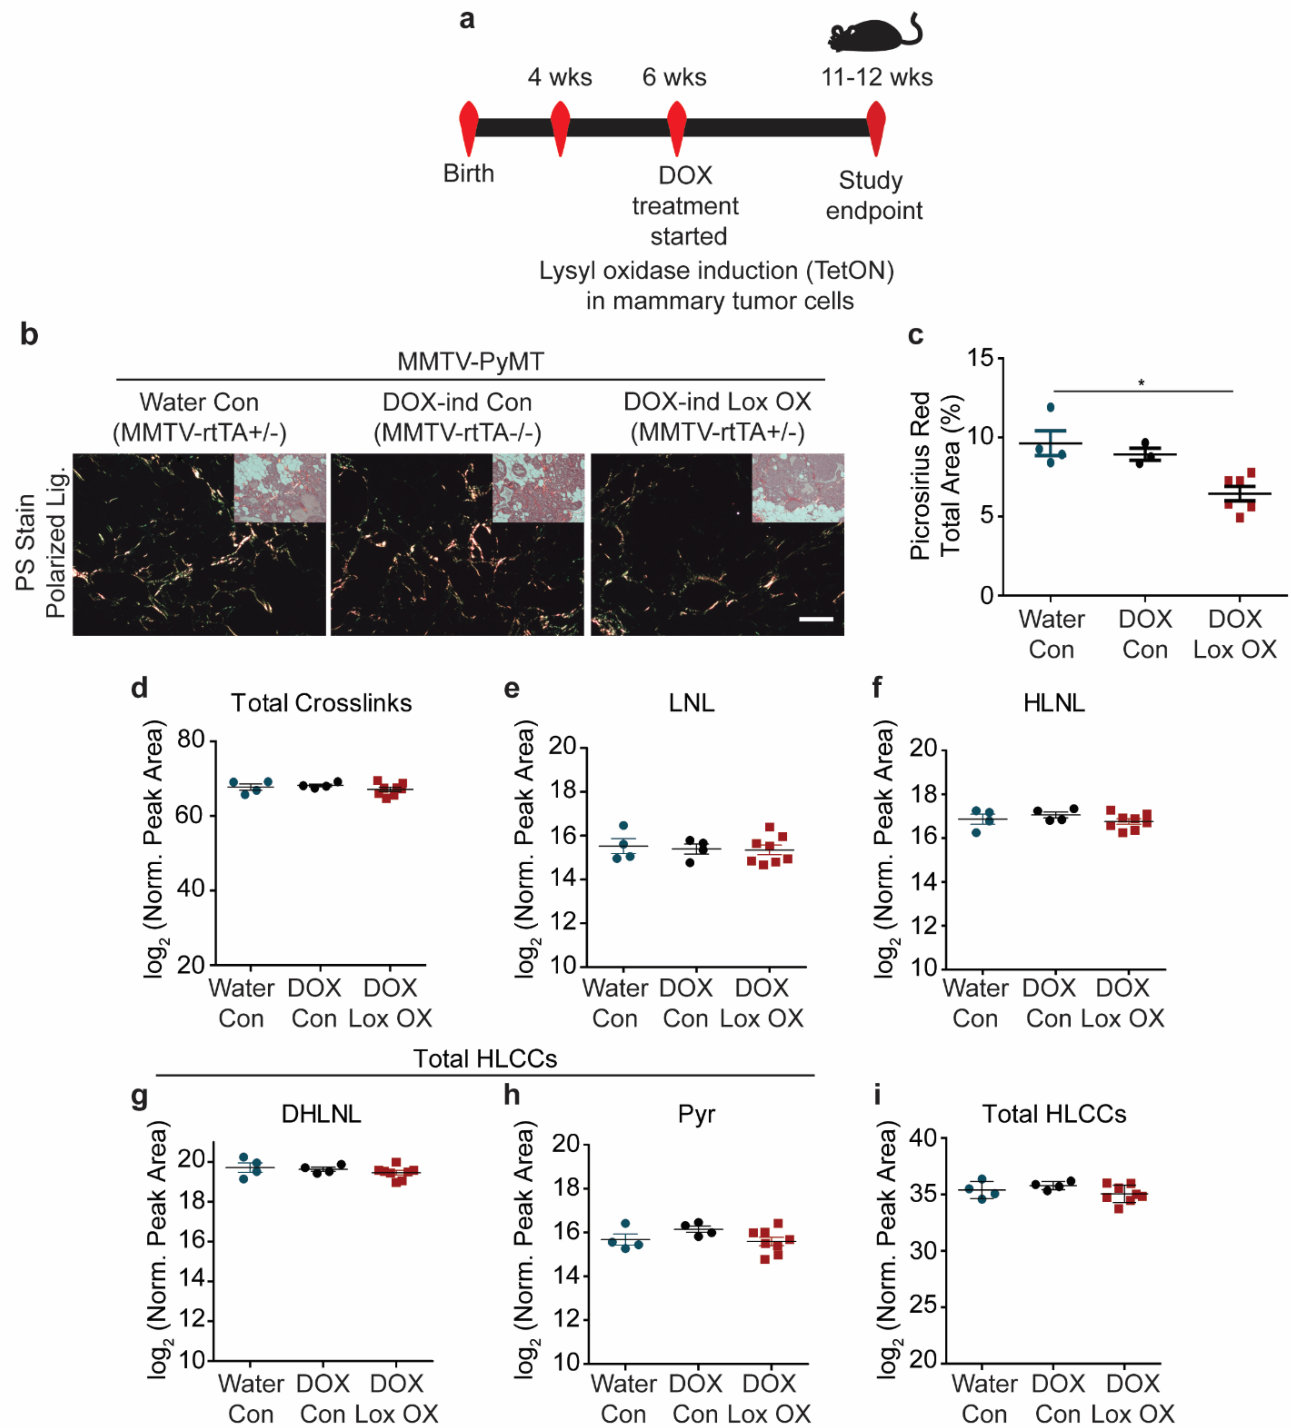 a
4 wks 6 wks 11-12 wks
Birth DOX treatment started Study endpoint
Lysyl oxidase induction (TetON)
in mammary tumor cells
b
MMTV-PyMT
Water Con DOX-ind Con DOX-ind Lox OX
(MMTV-rtTA+/-) (MMTV-rtTA-/-) (MMTV-rtTA+/-)
PS Stain
Polarized Lig.
c
Picrosirius Red
Total Area (%)
15
10
5
0
*
Water DOX DOX
Con Con Lox OX
d
Total Crosslinks
log2 (Norm. Peak Area)
80
60
40
20
Water DOX DOX
Con Con Lox OX
e
LNL
log2 (Norm. Peak Area)
20
18
16
14
12
10
Water DOX DOX
Con Con Lox OX
f
HLNL
log2 (Norm. Peak Area)
20
18
16
14
12
10
Water DOX DOX
Con Con Lox OX
Total HLCCs
g
DHLNL
log2 (Norm. Peak Area)
20
18
16
14
12
10
Water DOX DOX
Con Con Lox OX
h
Pyr
log2 (Norm. Peak Area)
20
18
16
14
12
10
Water DOX DOX
Con Con Lox OX
i
Total HLCCs
log2 (Norm. Peak Area)
40
35
30
25
20
Water DOX DOX
Con Con Lox OX